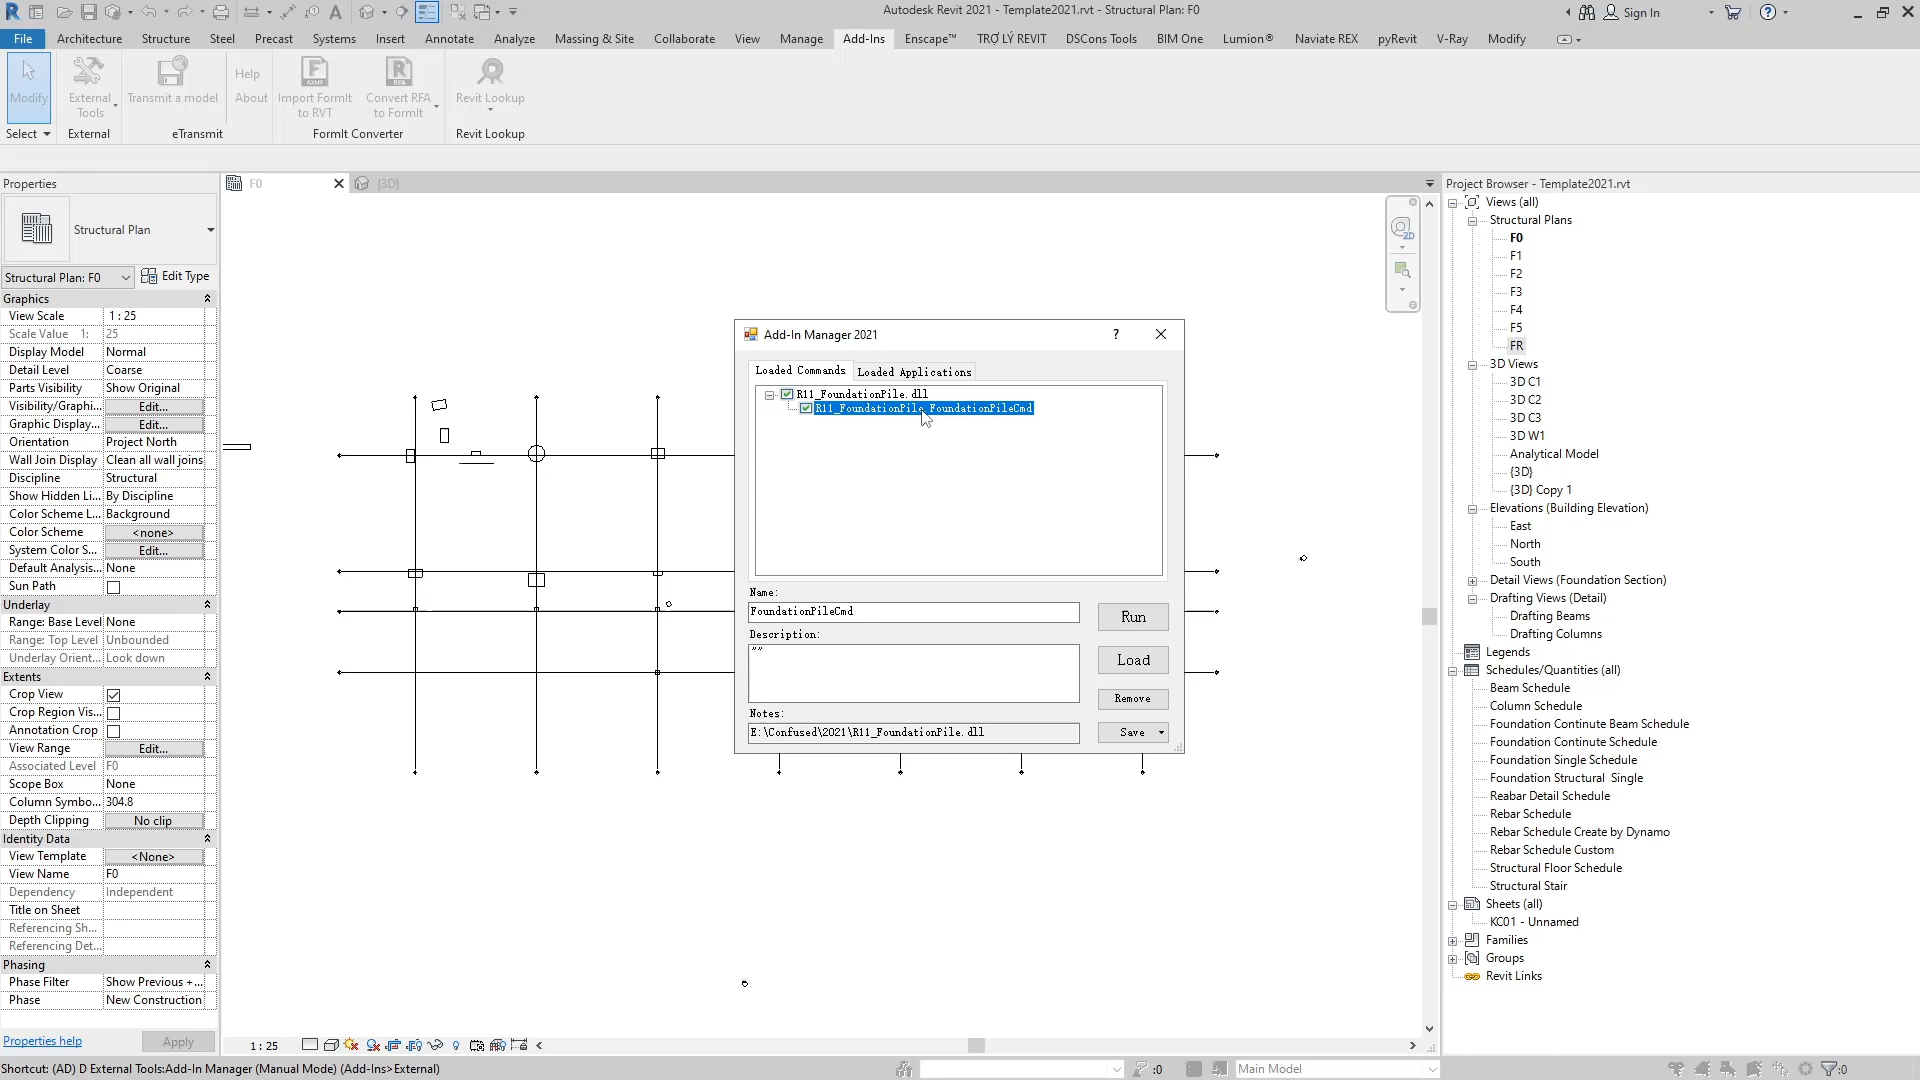 Autodesk Revit 2021 - Template2021.rvt - Structural Plan: F0
Sign In
File Architecture Structure Steel Precast Systems Insert Annotate Analyze Massing & Site Collaborate View Manage Add-Ins Enscape™ TRỢ LÝ REVIT DSCons Tools BIM One Lumion® Naviate REX pyRevit V-Ray Modify
Modify
External Tools
Transmit a model
Help
About
Import FormIt to RVT
Convert RFA to FormIt
Revit Lookup
Select External eTransmit FormIt Converter Revit Lookup
Properties
Structural Plan
Structural Plan: F0 Edit Type
Graphics
View Scale 1 : 25
Scale Value 1: 25
Display Model Normal
Detail Level Coarse
Parts Visibility Show Original
Visibility/Graphi... Edit...
Graphic Display... Edit...
Orientation Project North
Wall Join Display Clean all wall joins
Discipline Structural
Show Hidden Li... By Discipline
Color Scheme L... Background
Color Scheme <none>
System Color S... Edit...
Default Analysis... None
Sun Path
Underlay
Range: Base Level None
Range: Top Level Unbounded
Underlay Orient... Look down
Extents
Crop View
Crop Region Vis...
Annotation Crop
View Range Edit...
Associated Level F0
Scope Box None
Column Symbo... 304.8
Depth Clipping No clip
Identity Data
View Template <None>
View Name F0
Dependency Independent
Title on Sheet
Referencing Sh...
Referencing Det...
Phasing
Phase Filter Show Previous +...
Phase New Construction
Properties help Apply
F0 {3D}
2D
Add-In Manager 2021 ?
Loaded Commands Loaded Applications
R11_FoundationPile.dll
R11_FoundationPile.FoundationPileCmd
Name:
FoundationPileCmd
Run
Description:
""
Load
Remove
Notes:
E:\Confused\2021\R11_FoundationPile.dll
Save
Project Browser - Template2021.rvt
Views (all)
Structural Plans
F0
F1
F2
F3
F4
F5
FR
3D Views
3D C1
3D C2
3D C3
3D W1
Analytical Model
{3D}
{3D} Copy 1
Elevations (Building Elevation)
East
North
South
Detail Views (Foundation Section)
Drafting Views (Detail)
Drafting Beams
Drafting Columns
Legends
Schedules/Quantities (all)
Beam Schedule
Column Schedule
Foundation Continute Beam Schedule
Foundation Continute Schedule
Foundation Single Schedule
Foundation Structural Single
Reabar Detail Schedule
Rebar Schedule
Rebar Schedule Create by Dynamo
Rebar Schedule Custom
Structural Floor Schedule
Structural Stair
Sheets (all)
KC01 - Unnamed
Families
Groups
Revit Links
1 : 25
Shortcut: (AD) D External Tools:Add-In Manager (Manual Mode) (Add-Ins>External)
:0
Main Model
:0